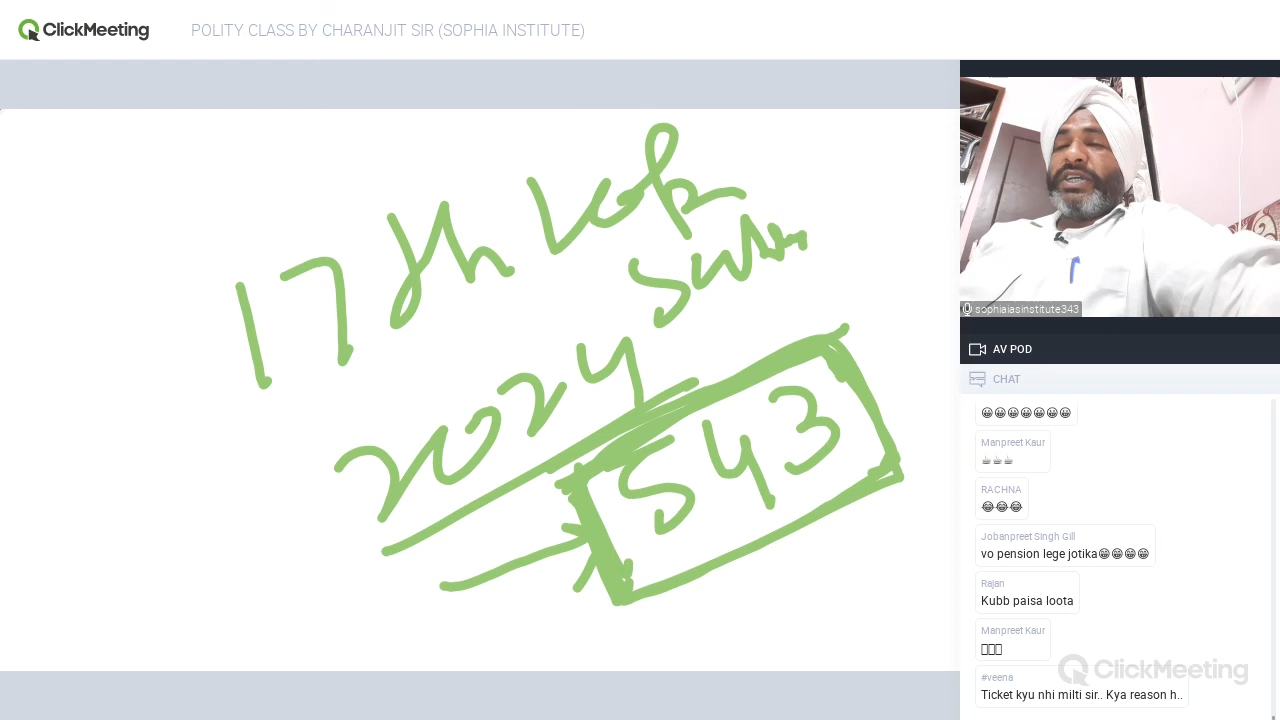 ClickMeeting
POLITY CLASS BY CHARANJIT SIR (SOPHIA INSTITUTE)
17th Lok
Sabha
2024
543
sophiaiasinstitute343
AV POD
CHAT
😀😀😀😀😀😀😀
Manpreet Kaur
☕☕☕
RACHNA
😂😂😂
Jobanpreet Singh Gill
vo pension lege jotika😁😁😁😁
Rajan
Kubb paisa loota
Manpreet Kaur
#veena
Ticket kyu nhi milti sir.. Kya reason h..
ClickMeeting